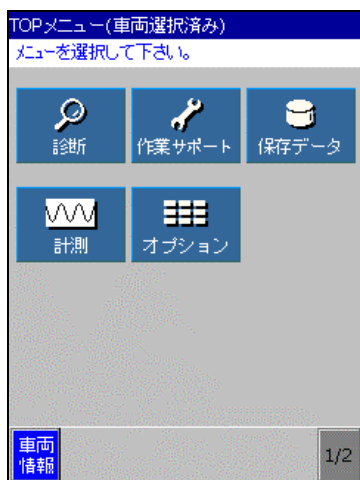 TOPメニュー(車両選択済み)
メニューを選択して下さい。
診断
作業サポート
保存データ
計測
オプション
車両
情報
1/2